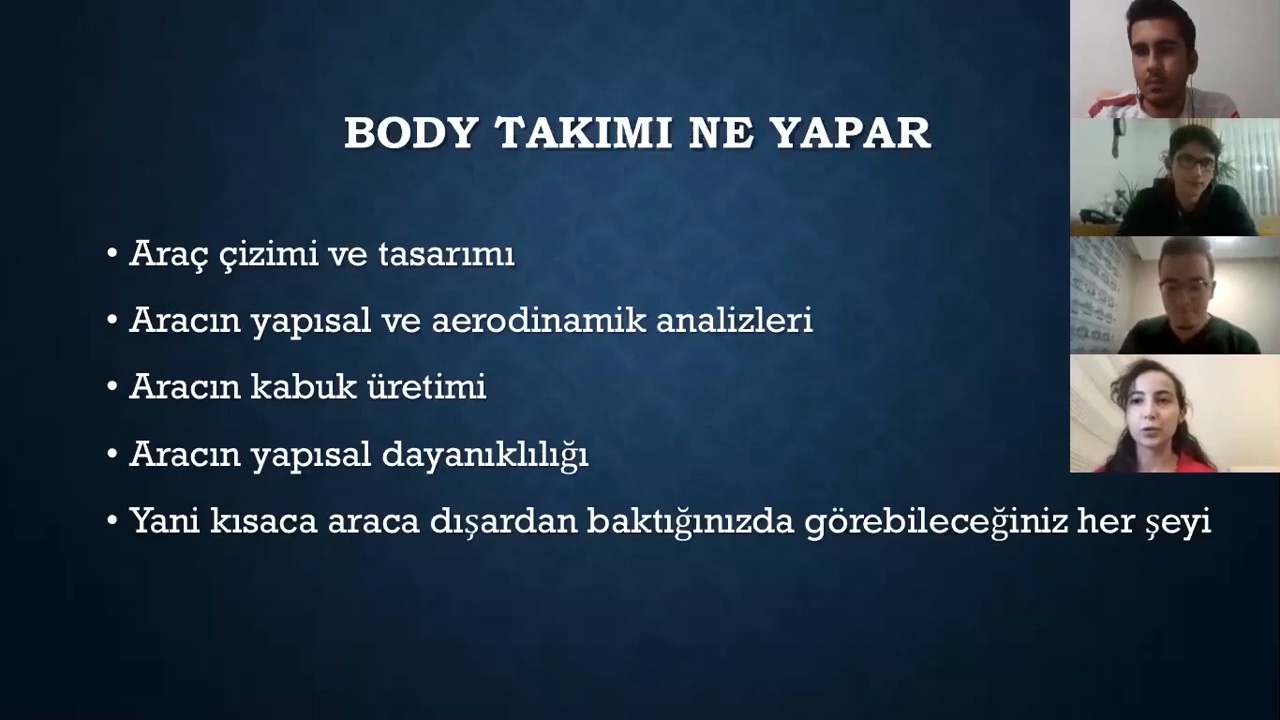 BODY TAKIMI NE YAPAR
• Araç çizimi ve tasarımı
• Aracın yapısal ve aerodinamik analizleri
• Aracın kabuk üretimi
• Aracın yapısal dayanıklılığı
• Yani kısaca araca dışardan baktığınızda görebileceğiniz her şeyi